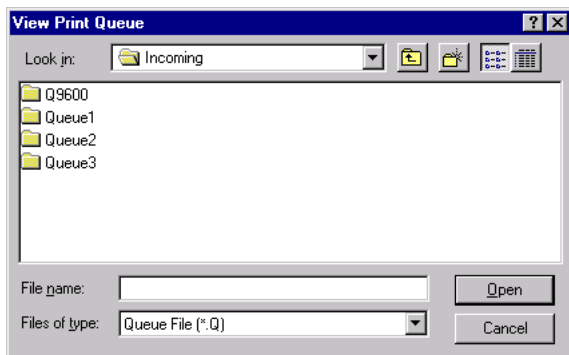 View Print Queue
Look in: Incoming
Q9600
Queue1
Queue2
Queue3
File name: Open
Files of type: Queue File (*.Q) Cancel